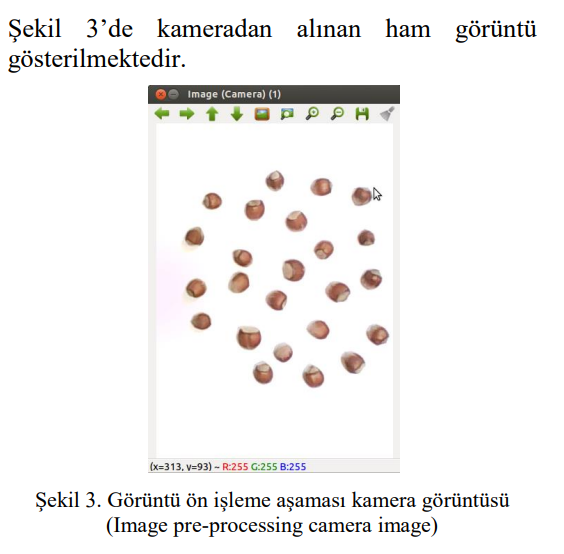 Şekil 3’de kameradan alınan ham görüntü
gösterilmektedir.
Image (Camera) (1)
(x=313, y=93) ~ R:255 G:255 B:255
Şekil 3. Görüntü ön işleme aşaması kamera görüntüsü
(Image pre-processing camera image)